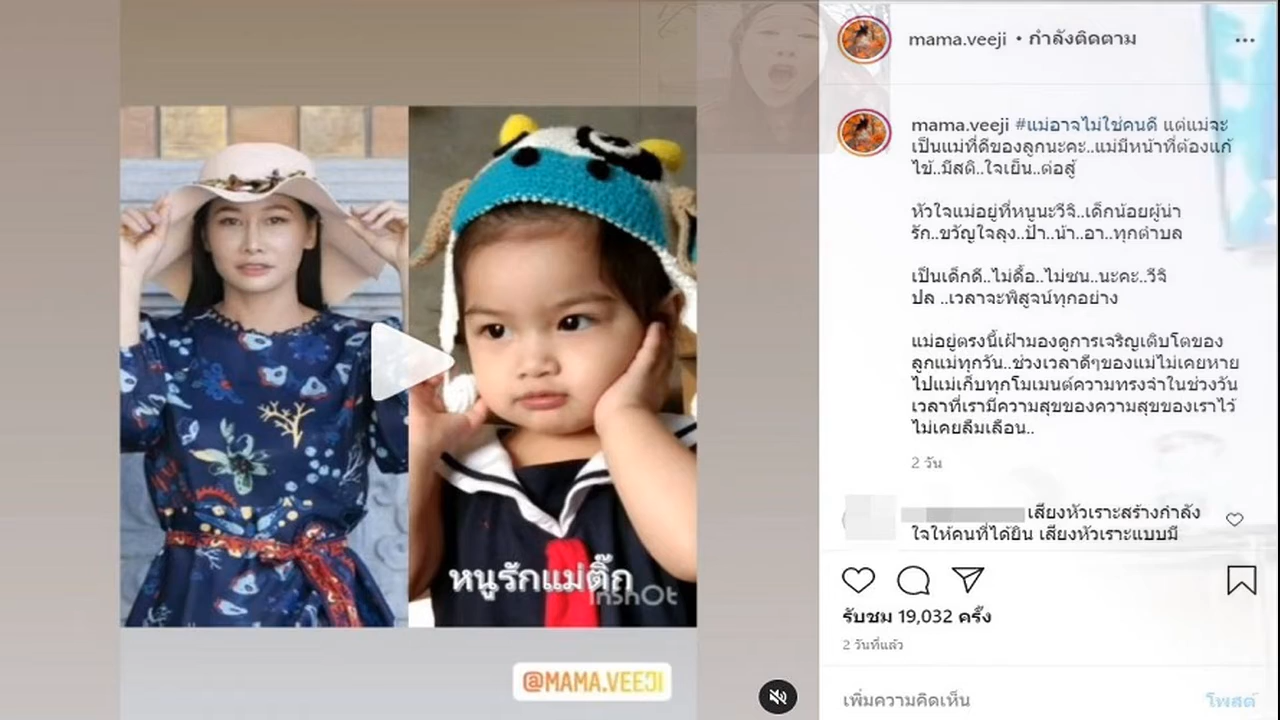 mama.veeji • กำลังติดตาม
mama.veeji #แม่อาจไม่ใช่คนดี แต่แม่จะ
เป็นแม่ที่ดีของลูกนะคะ..แม่มีหน้าที่ต้องแก้
ไข้..มีสติ..ใจเย็น..ต่อสู้
หัวใจแม่อยู่ที่หนูนะวีจิ..เด็กน้อยผู้น่า
รัก..ขวัญใจลุง..ป้า..น้า..อา..ทุกตำบล
เป็นเด็กดี..ไม่ดื้อ..ไม่ซน..นะคะ..วีจิ
ปล ..เวลาจะพิสูจน์ทุกอย่าง
แม่อยู่ตรงนี้เฝ้ามองดูการเจริญเติบโตของ
ลูกแม่ทุกวัน..ช่วงเวลาดีๆของแม่ไม่เคยหาย
ไปแม่เก็บทุกโมเมนต์ความทรงจำในช่วงวัน
เวลาที่เรามีความสุขของความสุขของเราไว้
ไม่เคยลืมเลือน..
2 วัน
เสียงหัวเราะสร้างกำลัง
ใจให้คนที่ได้ยิน เสียงหัวเราะแบบมี
รับชม 19,032 ครั้ง
2 วันที่แล้ว
เพิ่มความคิดเห็น
โพสต์
หนูรักแม่ติ๊ก
InShOt
@MAMA.VEEJI